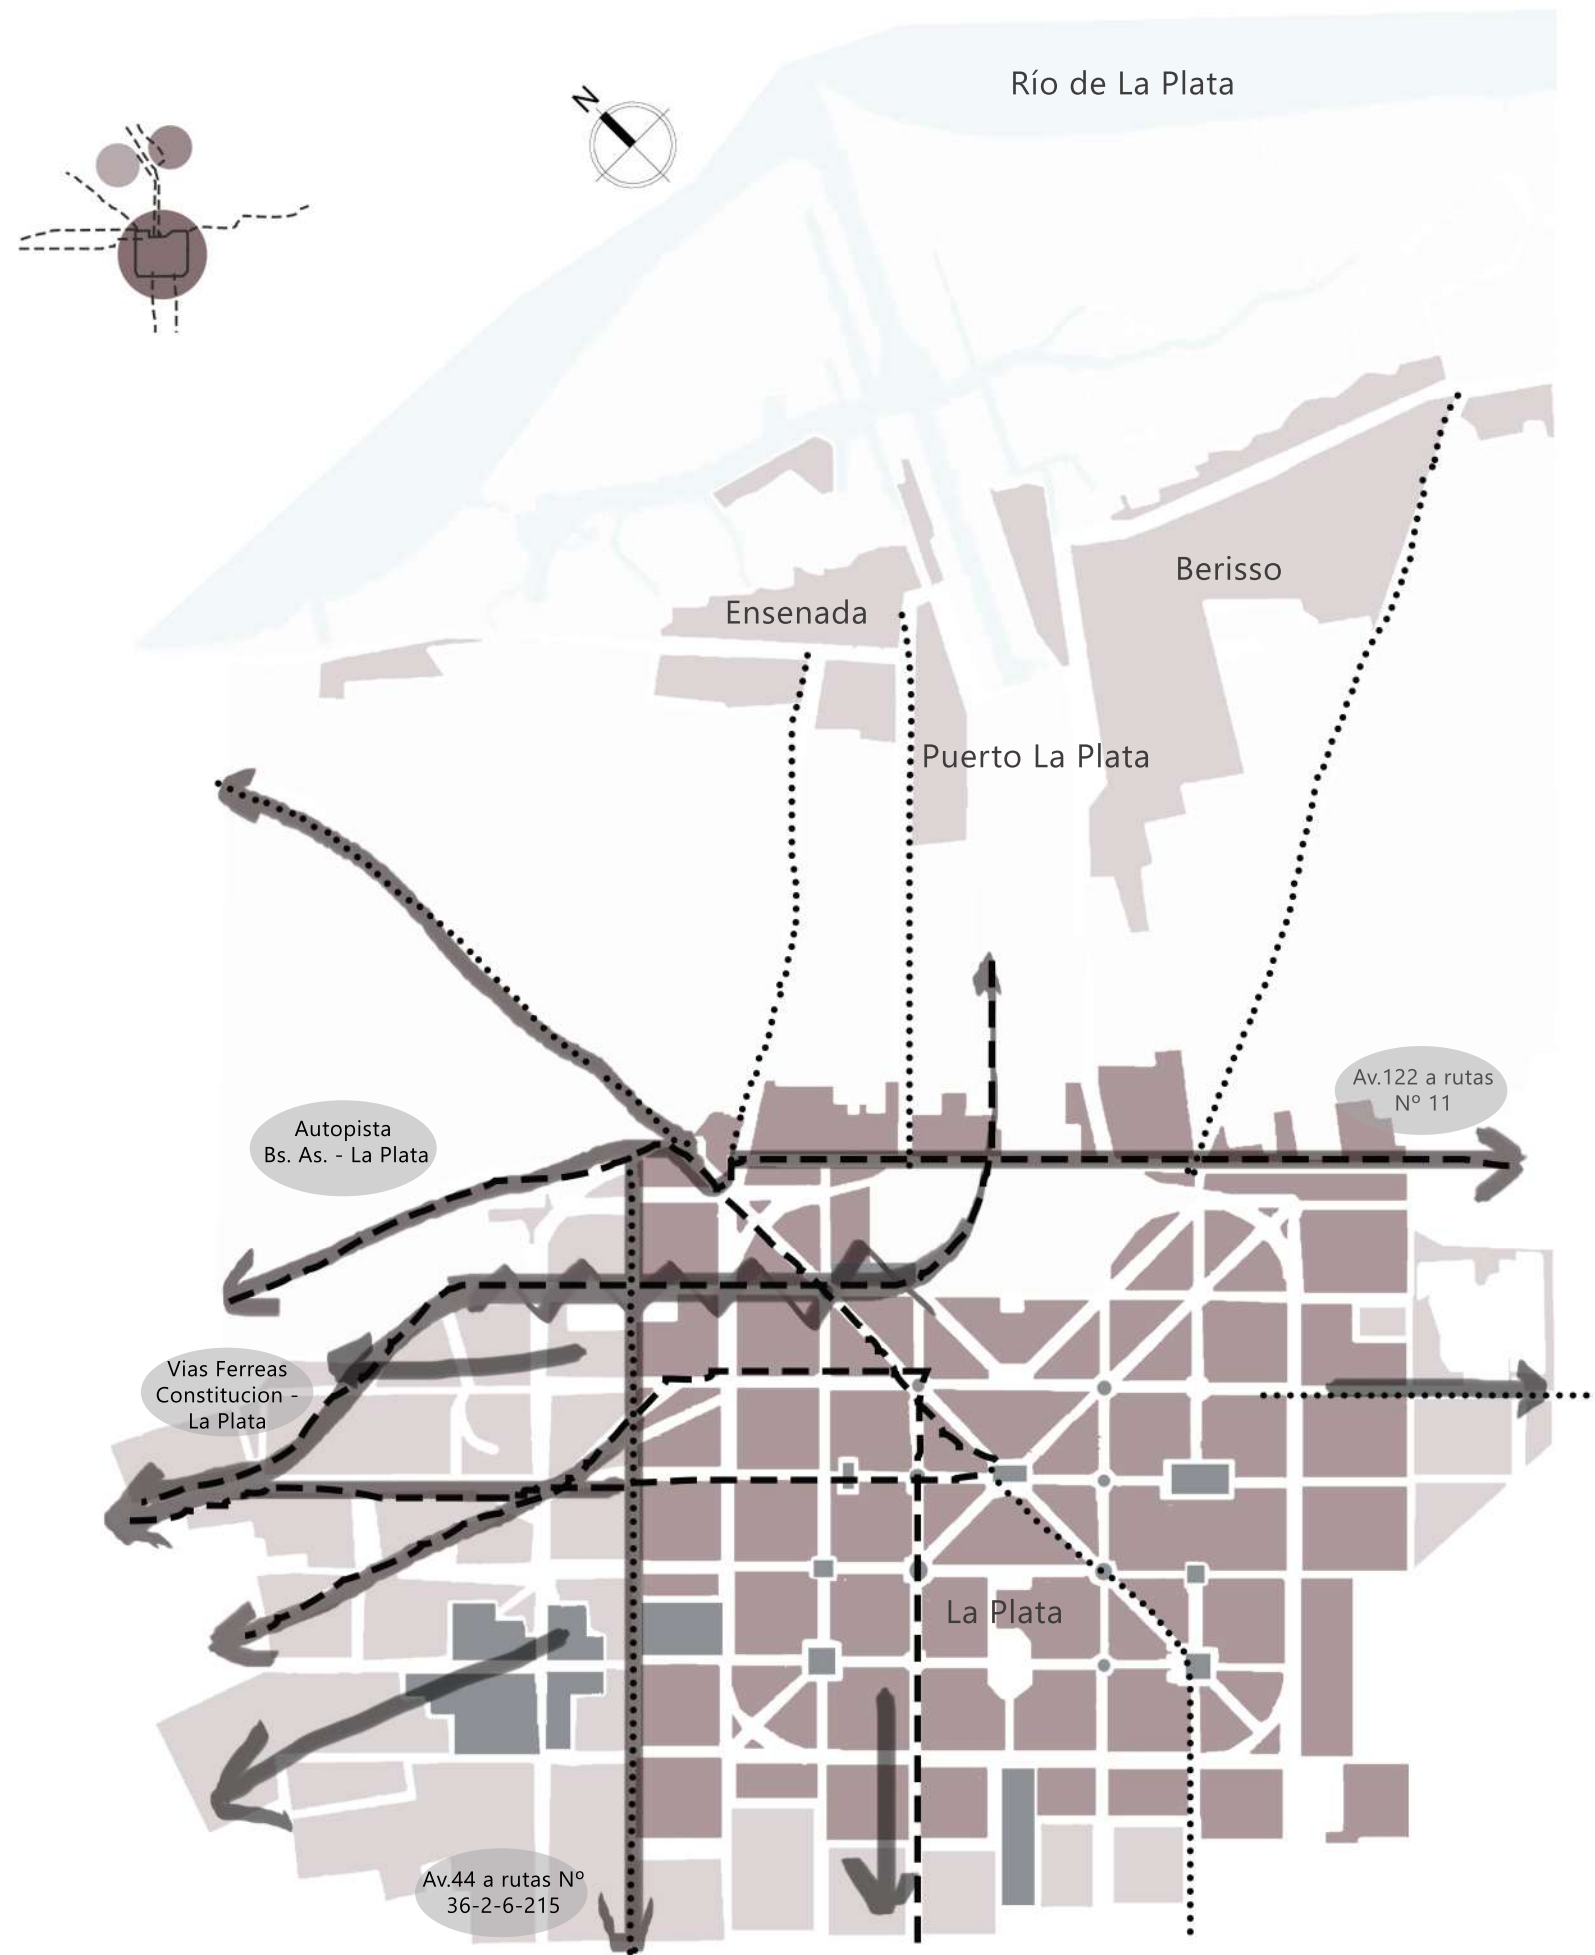 N
Río de La Plata
Berisso
Ensenada
Puerto La Plata
Av.122 a rutas
Nº 11
Autopista
Bs. As. - La Plata
Vias Ferreas
Constitucion -
La Plata
La Plata
Av.44 a rutas Nº
36-2-6-215